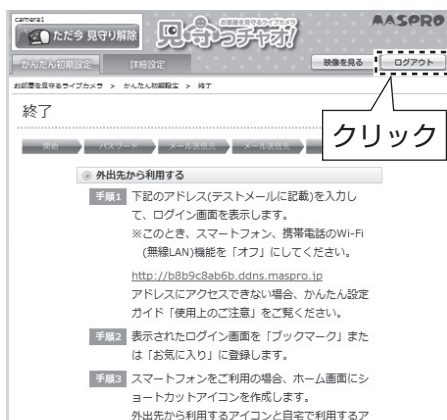 camera1
ただ今 見守り解除
お部屋を見守るライブカメラ
見守っチャオ!
MASPRO
かんたん初期設定
詳細設定
映像を見る
ログアウト
お部屋を見守るライブカメラ > かんたん初期設定 > 終了
終了
クリック
開始
パスワード
メール送信元
メール送信先
外出先から利用する
手順1 下記のアドレス(テストメールに記載)を入力し
て、ログイン画面を表示します。
※このとき、スマートフォン、携帯電話のWi-Fi
(無線LAN)機能を「オフ」にしてください。
http://b8b9c8ab6b.ddns.maspro.jp
アドレスにアクセスできない場合、かんたん設定
ガイド「使用上のご注意」をご覧ください。
手順2 表示されたログイン画面を「ブックマーク」また
は「お気に入り」に登録します。
手順3 スマートフォンをご利用の場合、ホーム画面にシ
ョートカットアイコンを作成します。
外出先から利用するアイコンと自宅で利用するア